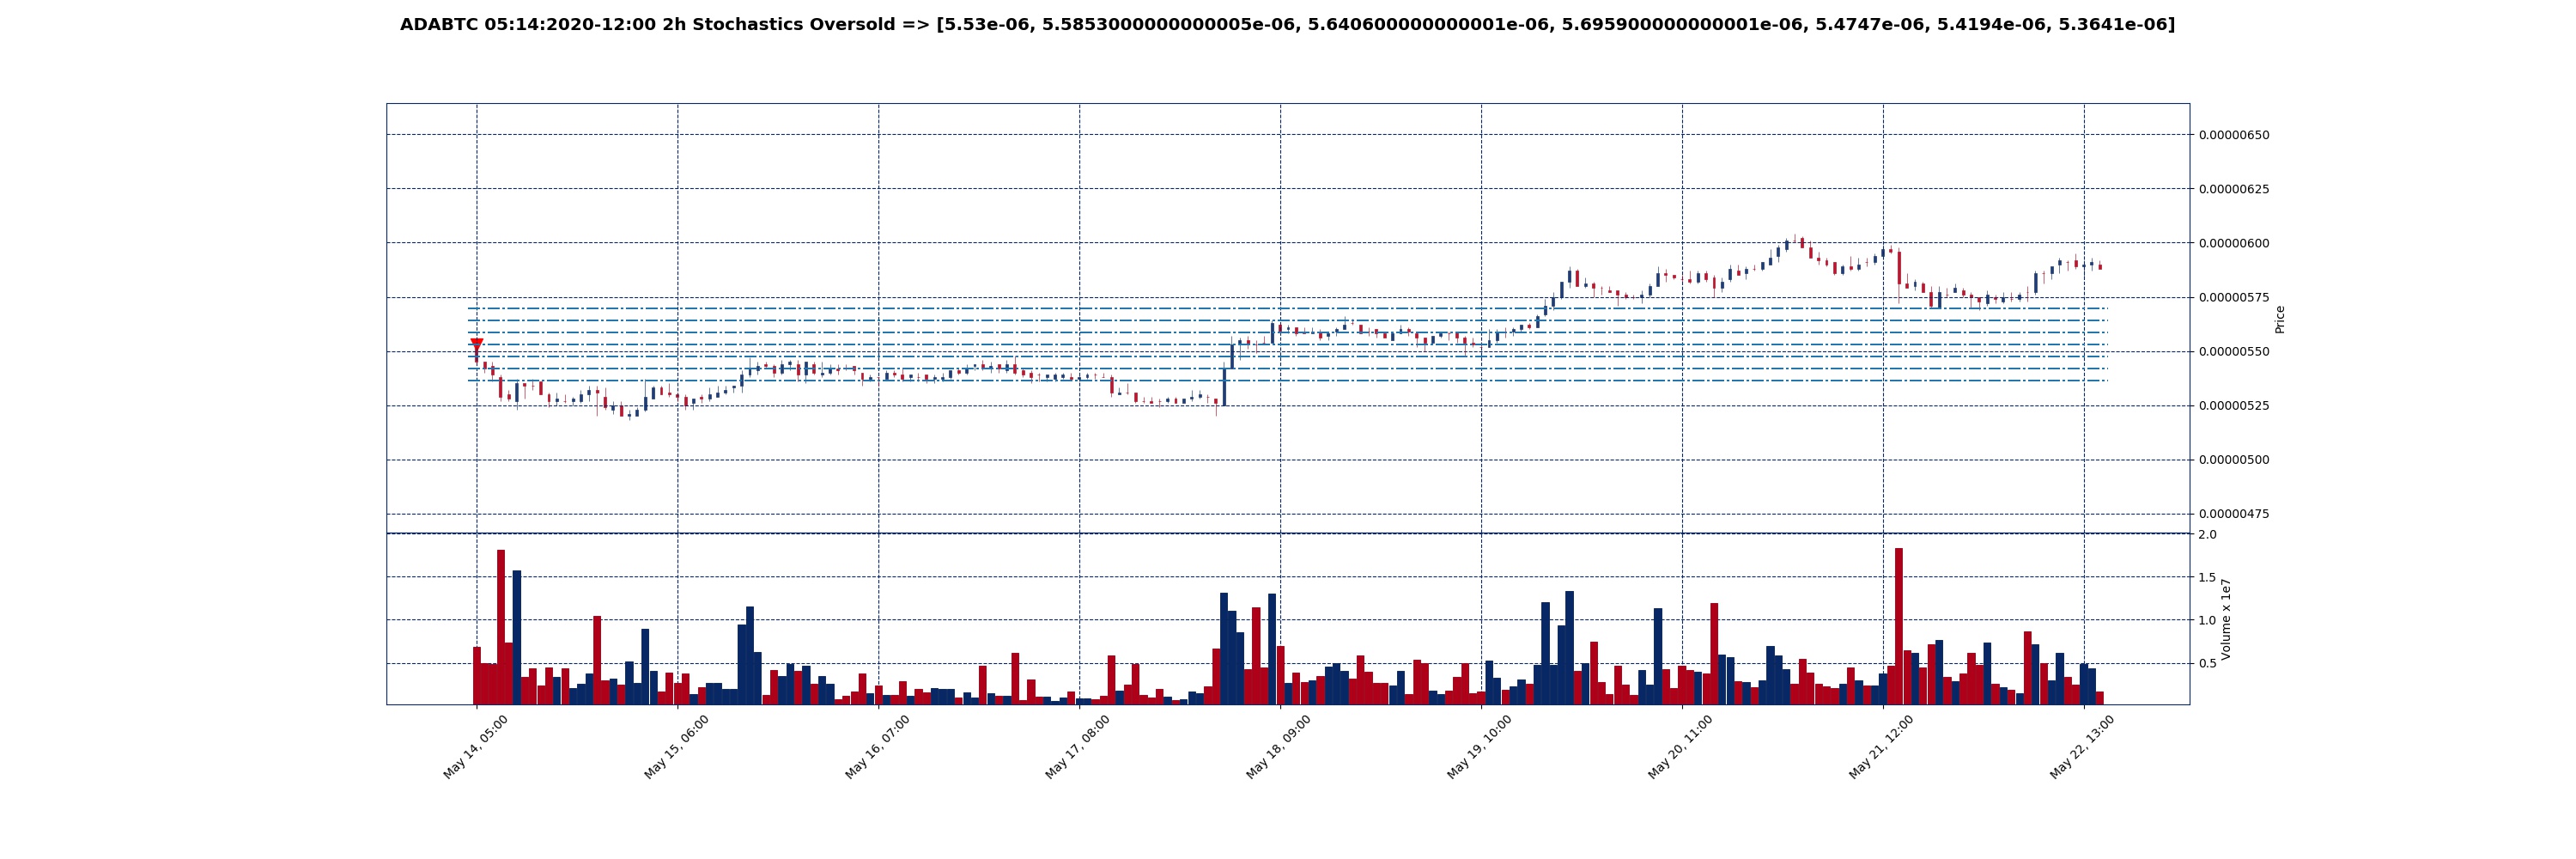 ADABTC 05:14:2020-12:00 2h Stochastics Oversold => [5.53e-06, 5.5853000000000005e-06, 5.640600000000001e-06, 5.695900000000001e-06, 5.4747e-06, 5.4194e-06, 5.3641e-06]
0.00000650
0.00000625
0.00000600
0.00000575
Price
0.00000550
0.00000525
0.00000500
0.00000475
2.0
1.5
1.0
0.5
Volume x 1e7
May 14, 05:00
May 15, 06:00
May 16, 07:00
May 17, 08:00
May 18, 09:00
May 19, 10:00
May 20, 11:00
May 21, 12:00
May 22, 13:00